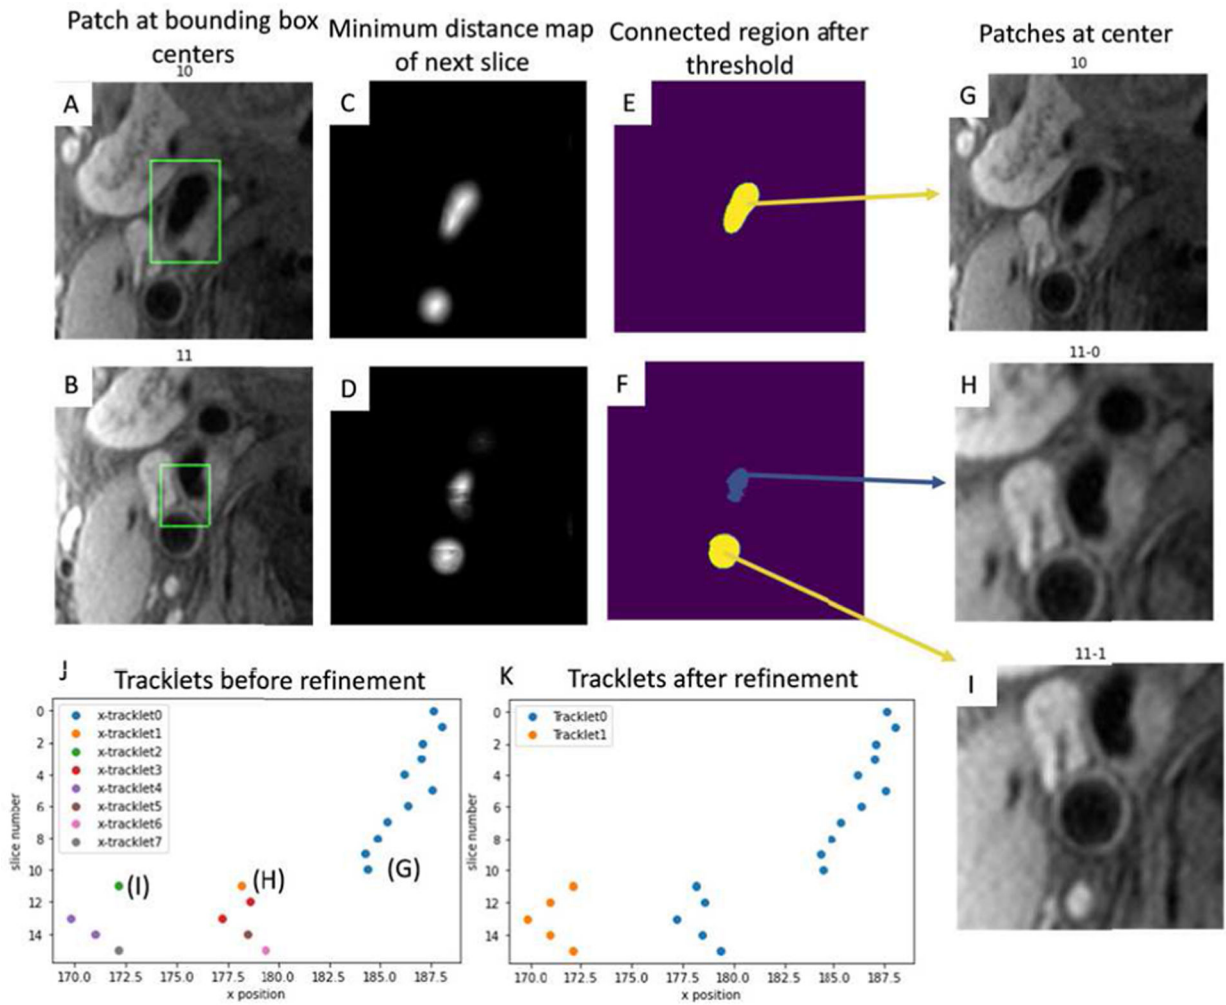 Patch at bounding box
centers
Minimum distance map
of next slice
Connected region after
threshold
Patches at center
10
A
C
E
10
G
11
B
D
F
11-0
H
11-1
I
J
Tracklets before refinement
x-tracklet0
x-tracklet1
x-tracklet2
x-tracklet3
x-tracklet4
x-tracklet5
x-tracklet6
x-tracklet7
(G)
(H)
(I)
slice number
0
2
4
6
8
10
12
14
170.0 172.5 175.0 177.5 180.0 182.5 185.0 187.5
x position
K
Tracklets after refinement
Tracklet0
Tracklet1
slice number
0
2
4
6
8
10
12
14
170.0 172.5 175.0 177.5 180.0 182.5 185.0 187.5
x position